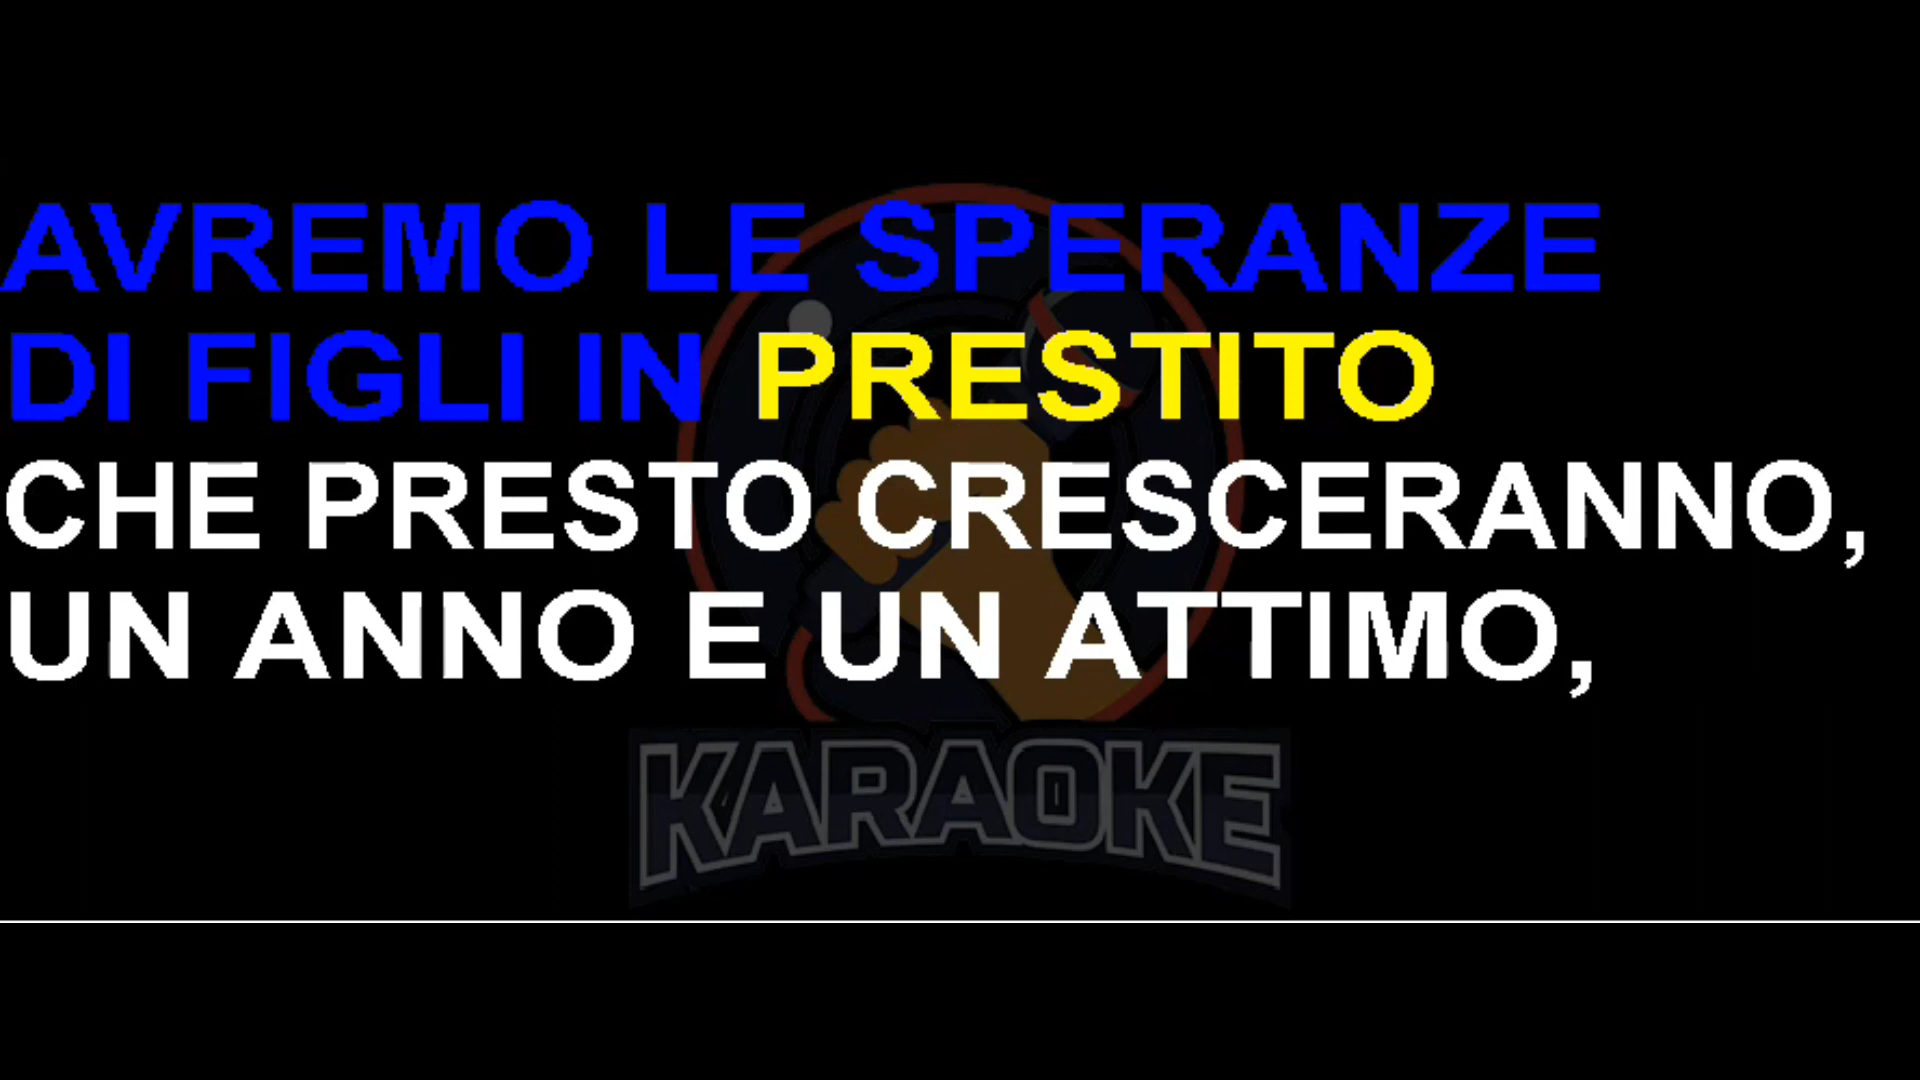 AVREMO LE SPERANZE
DI FIGLI IN PRESTITO
CHE PRESTO CRESCERANNO,
UN ANNO E UN ATTIMO,
KARAOKE